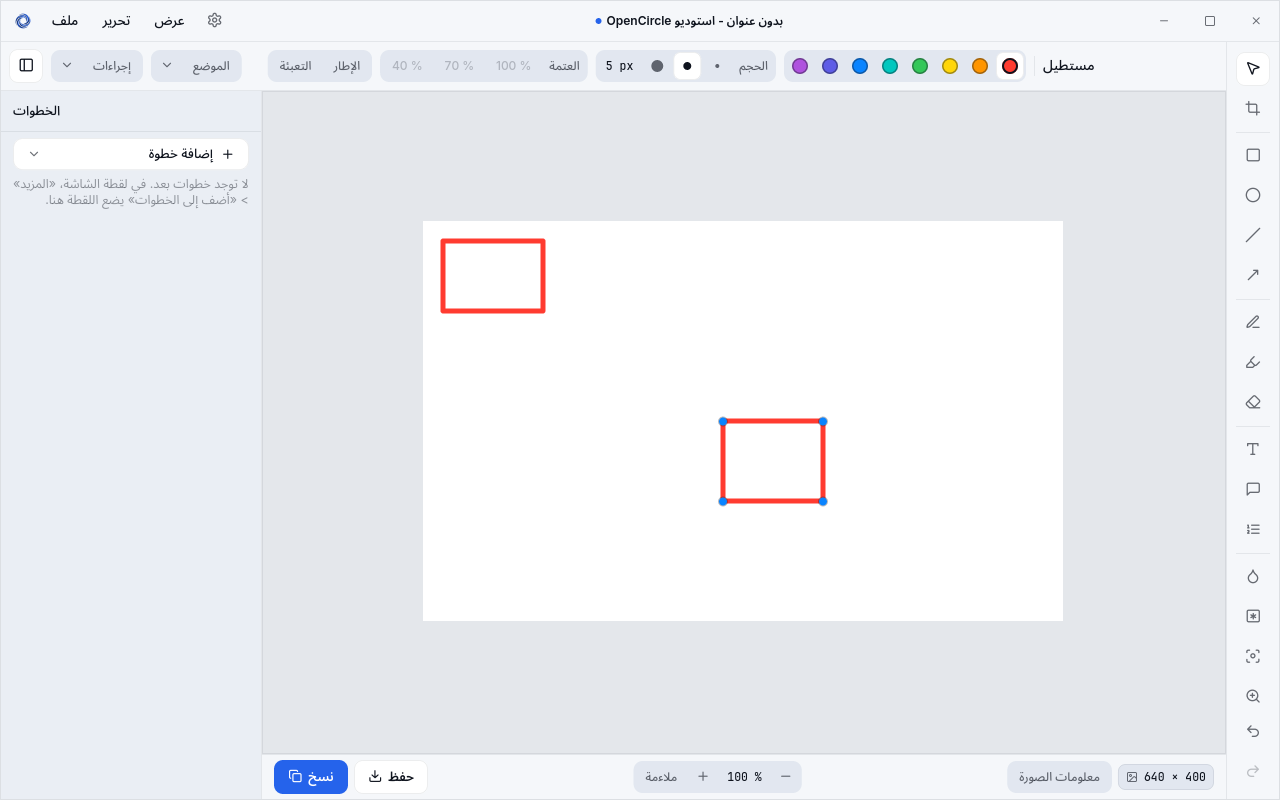 ملف
تحرير
عرض
بدون عنوان - استوديو OpenCircle
مستطيل
الحجم
5 px
العتمة
100 %
70 %
40 %
الإطار
التعبئة
الموضع
إجراءات
الخطوات
إضافة خطوة
لا توجد خطوات بعد. في لقطة الشاشة، «المزيد»
> «أضف إلى الخطوات» يضع اللقطة هنا.
640 × 400
معلومات الصورة
100 %
ملاءمة
حفظ
نسخ